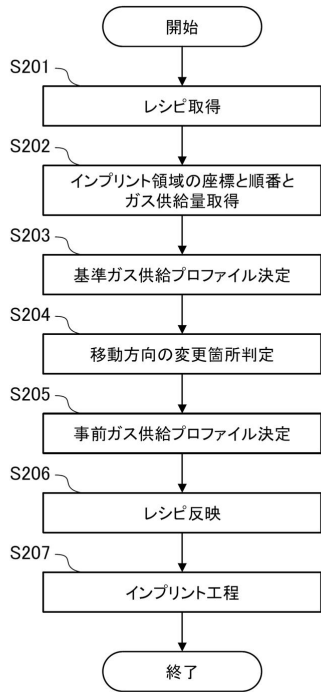 開始
S201
レシピ取得
S202
インプリント領域の座標と順番と
ガス供給量取得
S203
基準ガス供給プロファイル決定
S204
移動方向の変更箇所判定
S205
事前ガス供給プロファイル決定
S206
レシピ反映
S207
インプリント工程
終了